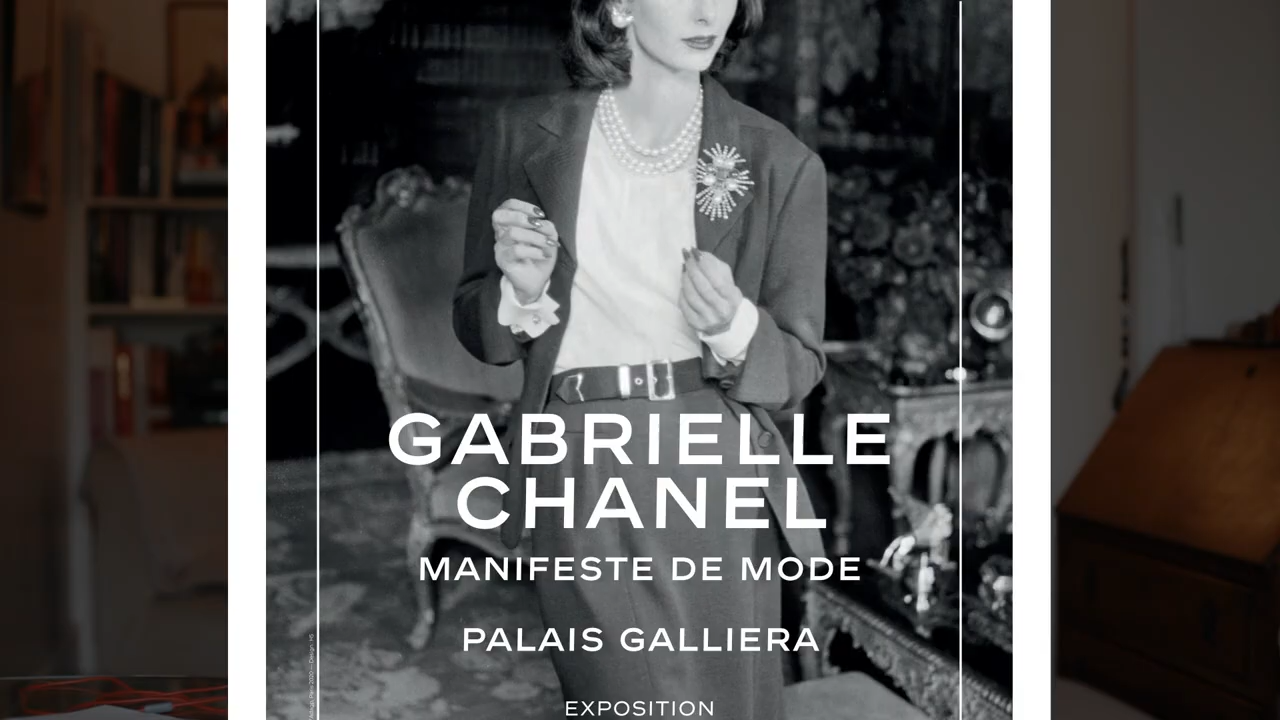 GABRIELLE
CHANEL
MANIFESTE DE MODE
PALAIS GALLIERA
EXPOSITION